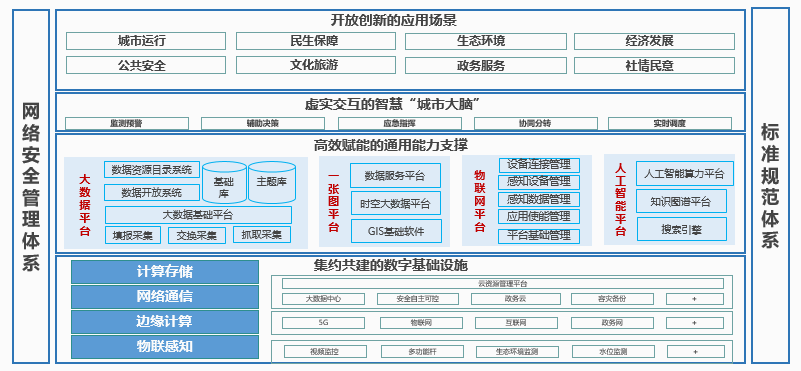 网络安全管理体系
开放创新的应用场景
城市运行 民生保障 生态环境 经济发展
公共安全 文化旅游 政务服务 社情民意
虚实交互的智慧“城市大脑”
监测预警 辅助决策 应急指挥 协同分转 实时调度
高效赋能的通用能力支撑
大数据平台
数据资源目录系统
数据开放系统
基础库
主题库
大数据基础平台
填报采集 交换采集 抓取采集
一张图平台
数据服务平台
时空大数据平台
GIS基础软件
物联网平台
设备连接管理
感知设备管理
感知数据管理
应用使能管理
平台基础管理
人工智能平台
人工智能算力平台
知识图谱平台
搜索引擎
集约共建的数字基础设施
计算存储
网络通信
边缘计算
物联感知
云资源管理平台
大数据中心 安全自主可控 政务云 容灾备份 +
5G 物联网 互联网 政务网 +
视频监控 多功能杆 生态环境监测 水位监测 +
标准规范体系